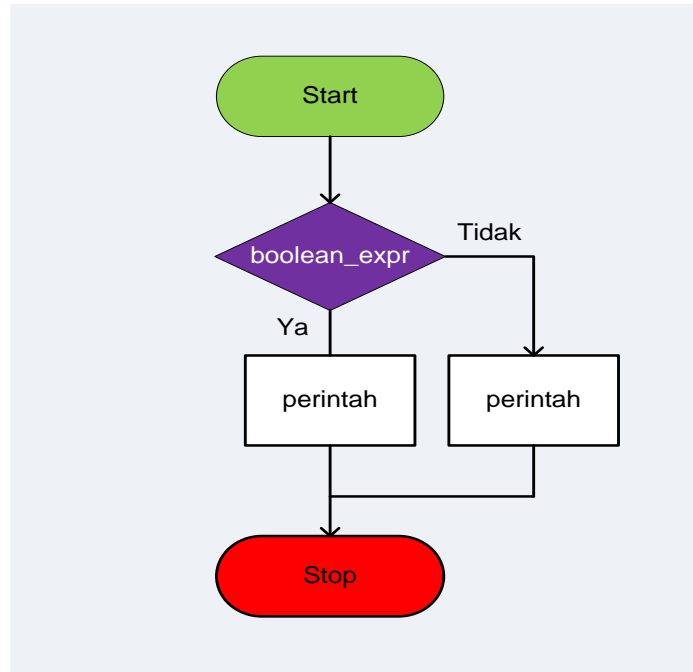 Start
boolean_expr
Tidak
Ya
perintah
perintah
Stop